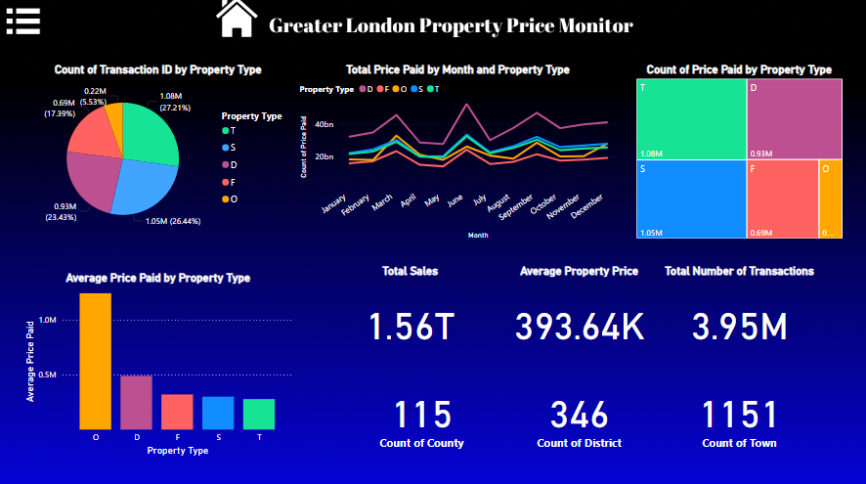 Greater London Property Price Monitor
Count of Transaction ID by Property Type
0.22M
(5.53%)
1.08M
(27.21%)
0.69M
(17.39%)
0.93M
(23.43%)
1.05M (26.44%)
Property Type
T
S
D
F
O
Total Price Paid by Month and Property Type
Property Type D F O S T
Count of Price Paid
40bn
20bn
January
February
March
April
May
June
July
August
September
October
November
December
Month
Count of Price Paid by Property Type
T
1.08M
D
0.93M
S
1.05M
F
0.69M
O
0...
Average Price Paid by Property Type
Average Price Paid
1.0M
0.5M
O D F S T
Property Type
Total Sales
1.56T
Average Property Price
393.64K
Total Number of Transactions
3.95M
115
Count of County
346
Count of District
1151
Count of Town